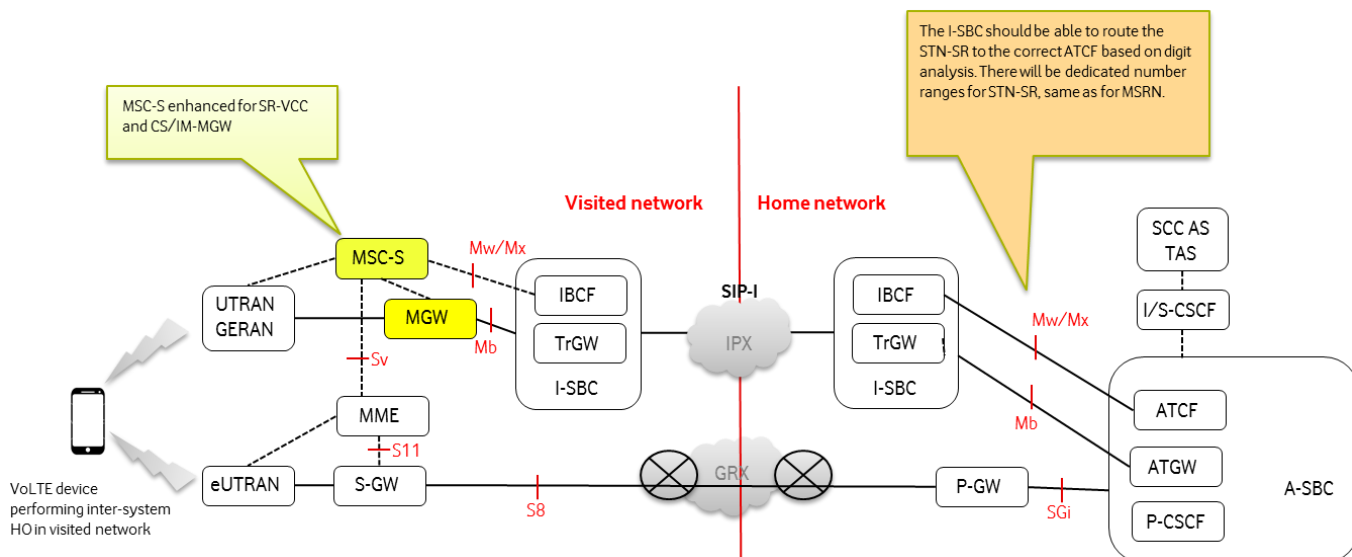 The I-SBC should be able to route the
STN-SR to the correct ATCF based on digit
analysis. There will be dedicated number
ranges for STN-SR, same as for MSRN.
MSC-S enhanced for SR-VCC
and CS/IM-MGW
Visited network
Home network
SCC AS
TAS
MSC-S
Mw/Mx
IBCF
SIP-I
IBCF
I/S-CSCF
UTRAN
GERAN
MGW
Mb
TrGW
IPX
TrGW
Mw/Mx
Sv
I-SBC
I-SBC
MME
Mb
ATCF
S11
eUTRAN
S-GW
S8
GRX
P-GW
SGi
ATGW
A-SBC
P-CSCF
VoLTE device
performing inter-system
HO in visited network